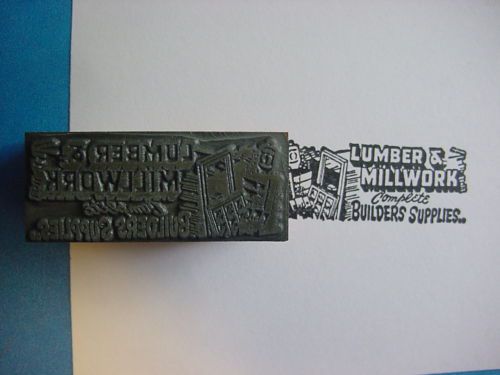 LUMBER &
MILLWORK
Complete
BUILDERS SUPPLIES..